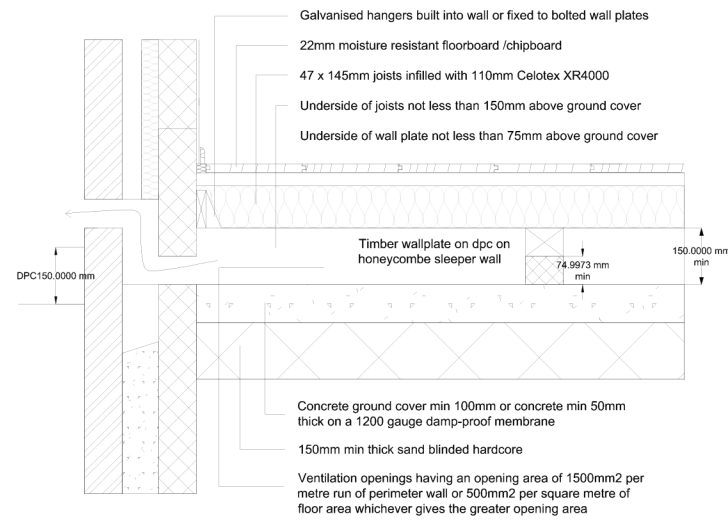 Galvanised hangers built into wall or fixed to bolted wall plates
22mm moisture resistant floorboard /chipboard
47 x 145mm joists infilled with 110mm Celotex XR4000
Underside of joists not less than 150mm above ground cover
Underside of wall plate not less than 75mm above ground cover
Timber wallplate on dpc on
honeycombe sleeper wall
150.0000 mm
min
74.9973 mm
min
DPC150.0000 mm
Concrete ground cover min 100mm or concrete min 50mm
thick on a 1200 gauge damp-proof membrane
150mm min thick sand blinded hardcore
Ventilation openings having an opening area of 1500mm2 per
metre run of perimeter wall or 500mm2 per square metre of
floor area whichever gives the greater opening area